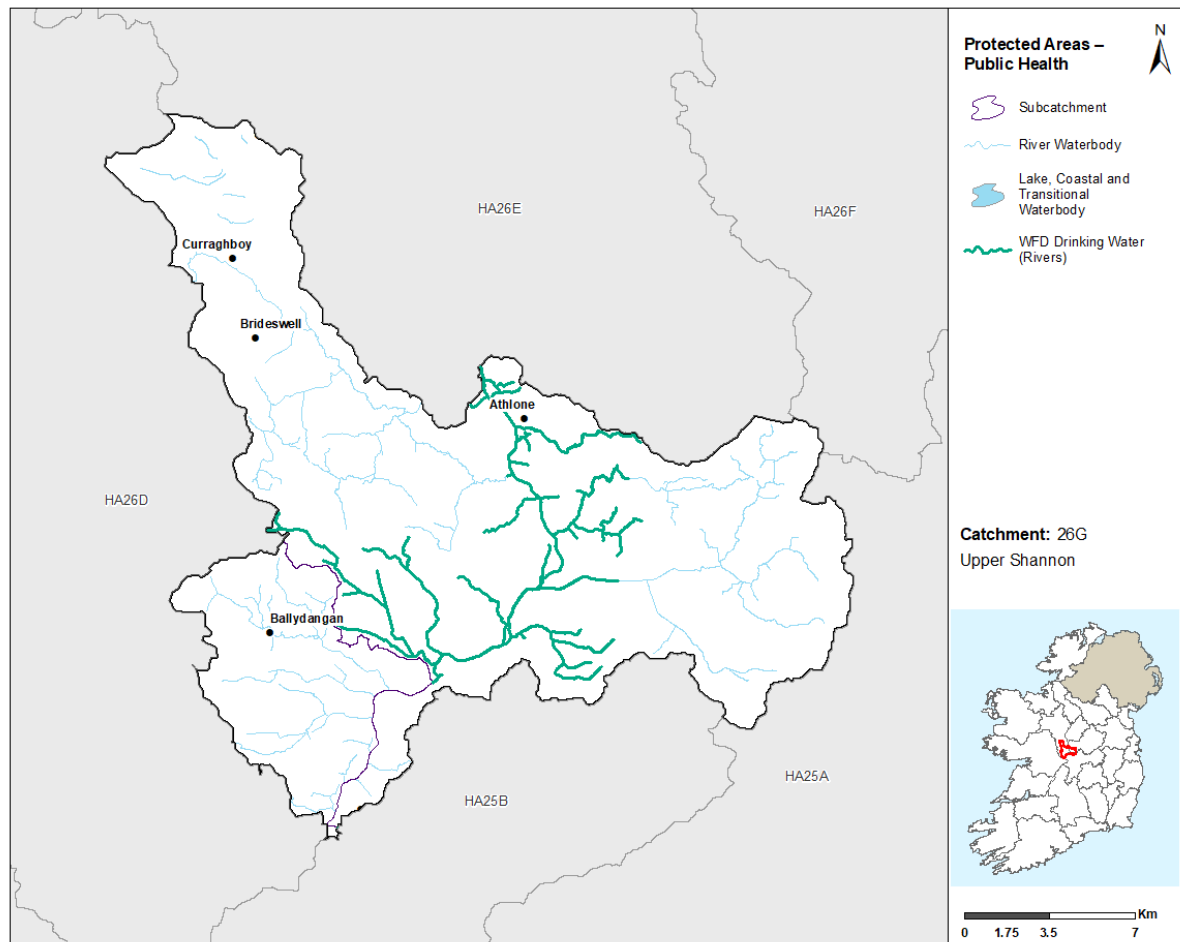 HA26E
HA26F
Curraghboy
Brideswell
Athlone
HA26D
Ballydangan
HA25A
HA25B
Protected Areas –
Public Health
N
Subcatchment
River Waterbody
Lake, Coastal and
Transitional
Waterbody
WFD Drinking Water
(Rivers)
Catchment: 26G
Upper Shannon
Km
0 1.75 3.5 7